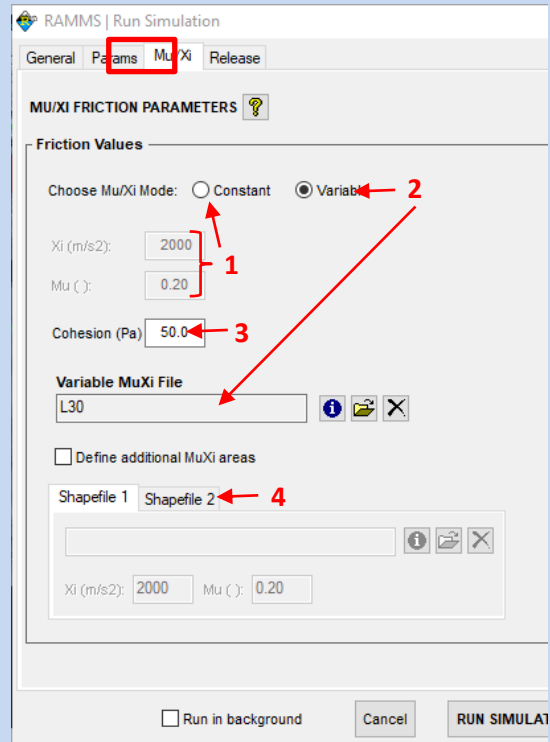 RAMMS | Run Simulation
General Params Mu/Xi Release
MU/XI FRICTION PARAMETERS ?
Friction Values
Choose Mu/Xi Mode: Constant Variabl 2
Xi (m/s2): 2000
1
Mu ( ): 0.20
Cohesion (Pa) 50.0 3
Variable MuXi File
L30
Define additional MuXi areas
Shapefile 1 Shapefile 2 4
Xi (m/s2): 2000 Mu ( ): 0.20
Run in background Cancel RUN SIMULAT